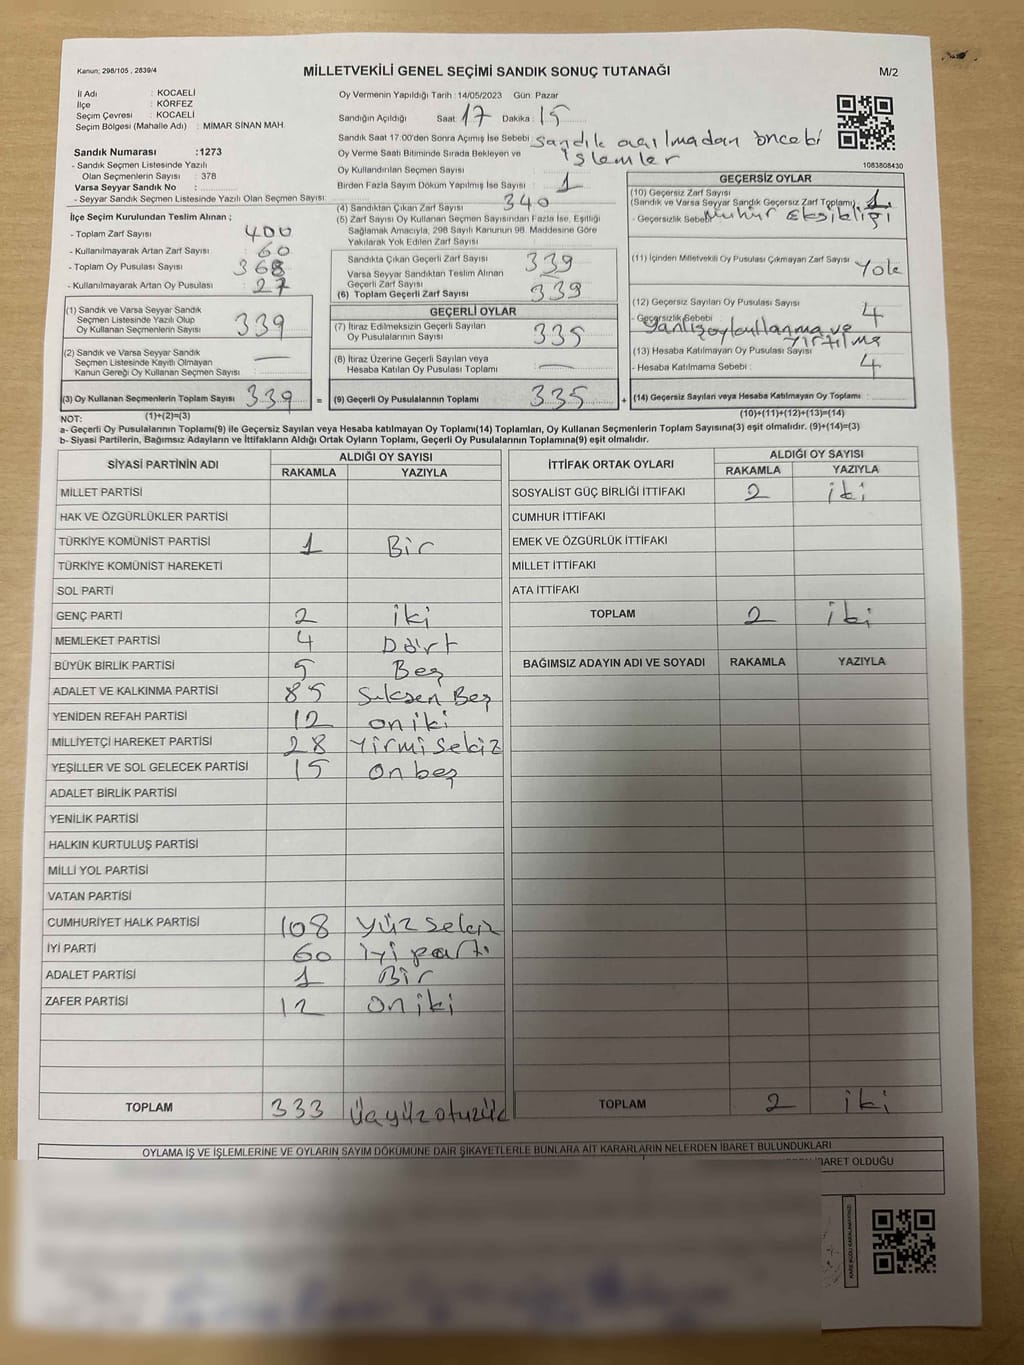 Kanun; 298/105 , 2839/4
MİLLETVEKİLİ GENEL SEÇİMİ SANDIK SONUÇ TUTANAĞI
M/2
İl Adı : KOCAELİ
İlçe : KÖRFEZ
Seçim Çevresi : KOCAELİ
Seçim Bölgesi (Mahalle Adı) : MİMAR SİNAN MAH.
Sandık Numarası :1273
- Sandık Seçmen Listesinde Yazılı
Olan Seçmenlerin Sayısı : 378
Varsa Seyyar Sandık No :
- Seyyar Sandık Seçmen Listesinde Yazılı Olan Seçmen Sayısı:
Oy Vermenin Yapıldığı Tarih : 14/05/2023 Gün: Pazar
Sandığın Açıldığı Saat: 17 Dakika : 15
Sandık Saat 17:00'den Sonra Açımış İse Sebebi Sandık açılmadan önceki
Oy Verme Saati Bitiminde Sırada Bekleyen ve işlemler
Oy Kullandırılan Seçmen Sayısı :
Birden Fazla Sayım Döküm Yapılmış İse Sayısı : 1
1083808430
İlçe Seçim Kurulundan Teslim Alınan ;
- Toplam Zarf Sayısı : 400
- Kullanılmayarak Artan Zarf Sayısı : 60
- Toplam Oy Pusulası Sayısı : 368
- Kullanılmayarak Artan Oy Pusulası : 27
(1) Sandık ve Varsa Seyyar Sandık
Seçmen Listesinde Yazılı Olup
Oy Kullanan Seçmenlerin Sayısı : 339
(2) Sandık ve Varsa Seyyar Sandık
Seçmen Listesinde Kayıtlı Olmayan
Kanun Gereği Oy Kullanan Seçmen Sayısı : —
(3) Oy Kullanan Seçmenlerin Toplam Sayısı : 339 =
(4) Sandıktan Çıkan Zarf Sayısı : 340
(5) Zarf Sayısı Oy Kullanan Seçmen Sayısından Fazla İse, Eşitliği
Sağlamak Amacıyla, 298 Sayılı Kanunun 98. Maddesine Göre
Yakılarak Yok Edilen Zarf Sayısı :
Sandıkta Çıkan Geçerli Zarf Sayısı : 339
Varsa Seyyar Sandıktan Teslim Alınan
Geçerli Zarf Sayısı : —
(6) Toplam Geçerli Zarf Sayısı : 339
GEÇERLİ OYLAR
(7) İtiraz Edilmeksizin Geçerli Sayılan
Oy Pusulalarının Sayısı : 335
(8) İtiraz Üzerine Geçerli Sayılan veya
Hesaba Katılan Oy Pusulası Toplamı : —
(9) Geçerli Oy Pusulalarının Toplamı : 335 +
GEÇERSİZ OYLAR
(10) Geçersiz Zarf Sayısı
(Sandık ve Varsa Seyyar Sandık Geçersiz Zarf Toplamı) : 1
- Geçersizlik Sebebi Mühür Eksikliği
(11) İçinden Milletvekili Oy Pusulası Çıkmayan Zarf Sayısı : Yok
(12) Geçersiz Sayılan Oy Pusulası Sayısı : 4
- Geçersizlik Sebebi : Yanlış oy kullanma ve
Yırtılma
(13) Hesaba Katılmayan Oy Pusulası Sayısı : 4
- Hesaba Katılmama Sebebi :
(14) Geçersiz Sayılan veya Hesaba Katılmayan Oy Toplamı :
NOT: (1)+(2)=(3)
(10)+(11)+(12)+(13)=(14)
a- Geçerli Oy Pusulalarının Toplamı(9) ile Geçersiz Sayılan veya Hesaba Katılmayan Oy Toplamı(14) Toplamları, Oy Kullanan Seçmenlerin Toplam Sayısına(3) eşit olmalıdır. (9)+(14)=(3)
b- Siyasi Partilerin, Bağımsız Adayların ve İttifakların Aldığı Ortak Oyların Toplamı, Geçerli Oy Pusulalarının Toplamına(9) eşit olmalıdır.
SİYASİ PARTİNİN ADI ALDIĞI OY SAYISI
RAKAMLA YAZIYLA
MİLLET PARTİSİ
HAK VE ÖZGÜRLÜKLER PARTİSİ
TÜRKİYE KOMÜNİST PARTİSİ 1 Bir
TÜRKİYE KOMÜNİST HAREKETİ
SOL PARTİ
GENÇ PARTİ 2 iki
MEMLEKET PARTİSİ 4 Dört
BÜYÜK BİRLİK PARTİSİ 5 Beş
ADALET VE KALKINMA PARTİSİ 85 Seksen Beş
YENİDEN REFAH PARTİSİ 12 on iki
MİLLİYETÇİ HAREKET PARTİSİ 28 Yirmi sekiz
YEŞİLLER VE SOL GELECEK PARTİSİ 15 on beş
ADALET BİRLİK PARTİSİ
YENİLİK PARTİSİ
HALKIN KURTULUŞ PARTİSİ
MİLLİ YOL PARTİSİ
VATAN PARTİSİ
CUMHURİYET HALK PARTİSİ 108 Yüz sekiz
İYİ PARTİ 60 iyi parti
ADALET PARTİSİ 1 Bir
ZAFER PARTİSİ 12 on iki
TOPLAM 333 Üçyüzotuzüç
İTTİFAK ORTAK OYLARI ALDIĞI OY SAYISI
RAKAMLA YAZIYLA
SOSYALİST GÜÇ BİRLİĞİ İTTİFAKI 2 iki
CUMHUR İTTİFAKI
EMEK VE ÖZGÜRLÜK İTTİFAKI
MİLLET İTTİFAKI
ATA İTTİFAKI
TOPLAM 2 iki
BAĞIMSIZ ADAYIN ADI VE SOYADI RAKAMLA YAZIYLA
TOPLAM 2 iki
OYLAMA İŞ VE İŞLEMLERİNE VE OYLARIN SAYIM DÖKÜMÜNE DAİR ŞİKAYETLERLE BUNLARA AİT KARARLARIN NELERDEN İBARET BULUNDUKLARI
BARET OLDUĞU